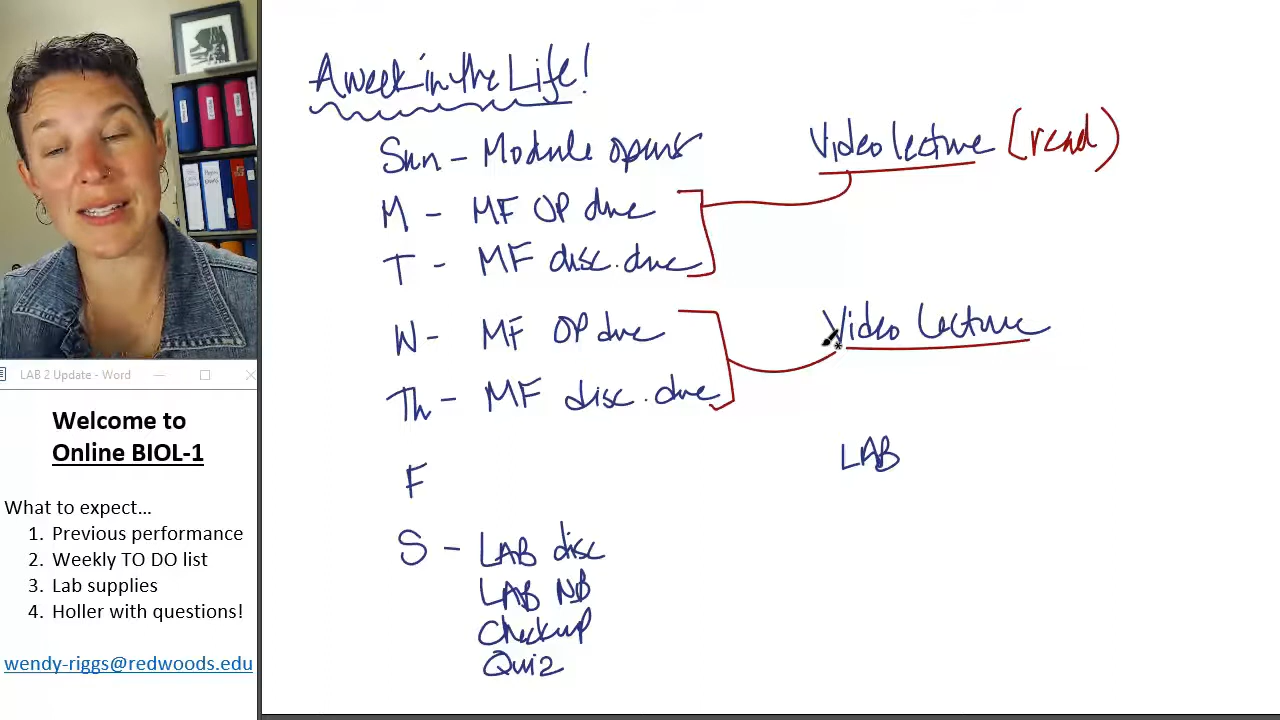 A week in the Life!
Sun - Module opens
Video lecture (read)
M - MF OP due
T - MF disc. due
W - MF OP due
Video lecture
Th - MF disc. due
F
LAB
S - LAB disc
LAB NB
Checkup
Quiz
LAB 2 Update - Word
Welcome to
Online BIOL-1
What to expect...
1. Previous performance
2. Weekly TO DO list
3. Lab supplies
4. Holler with questions!
wendy-riggs@redwoods.edu